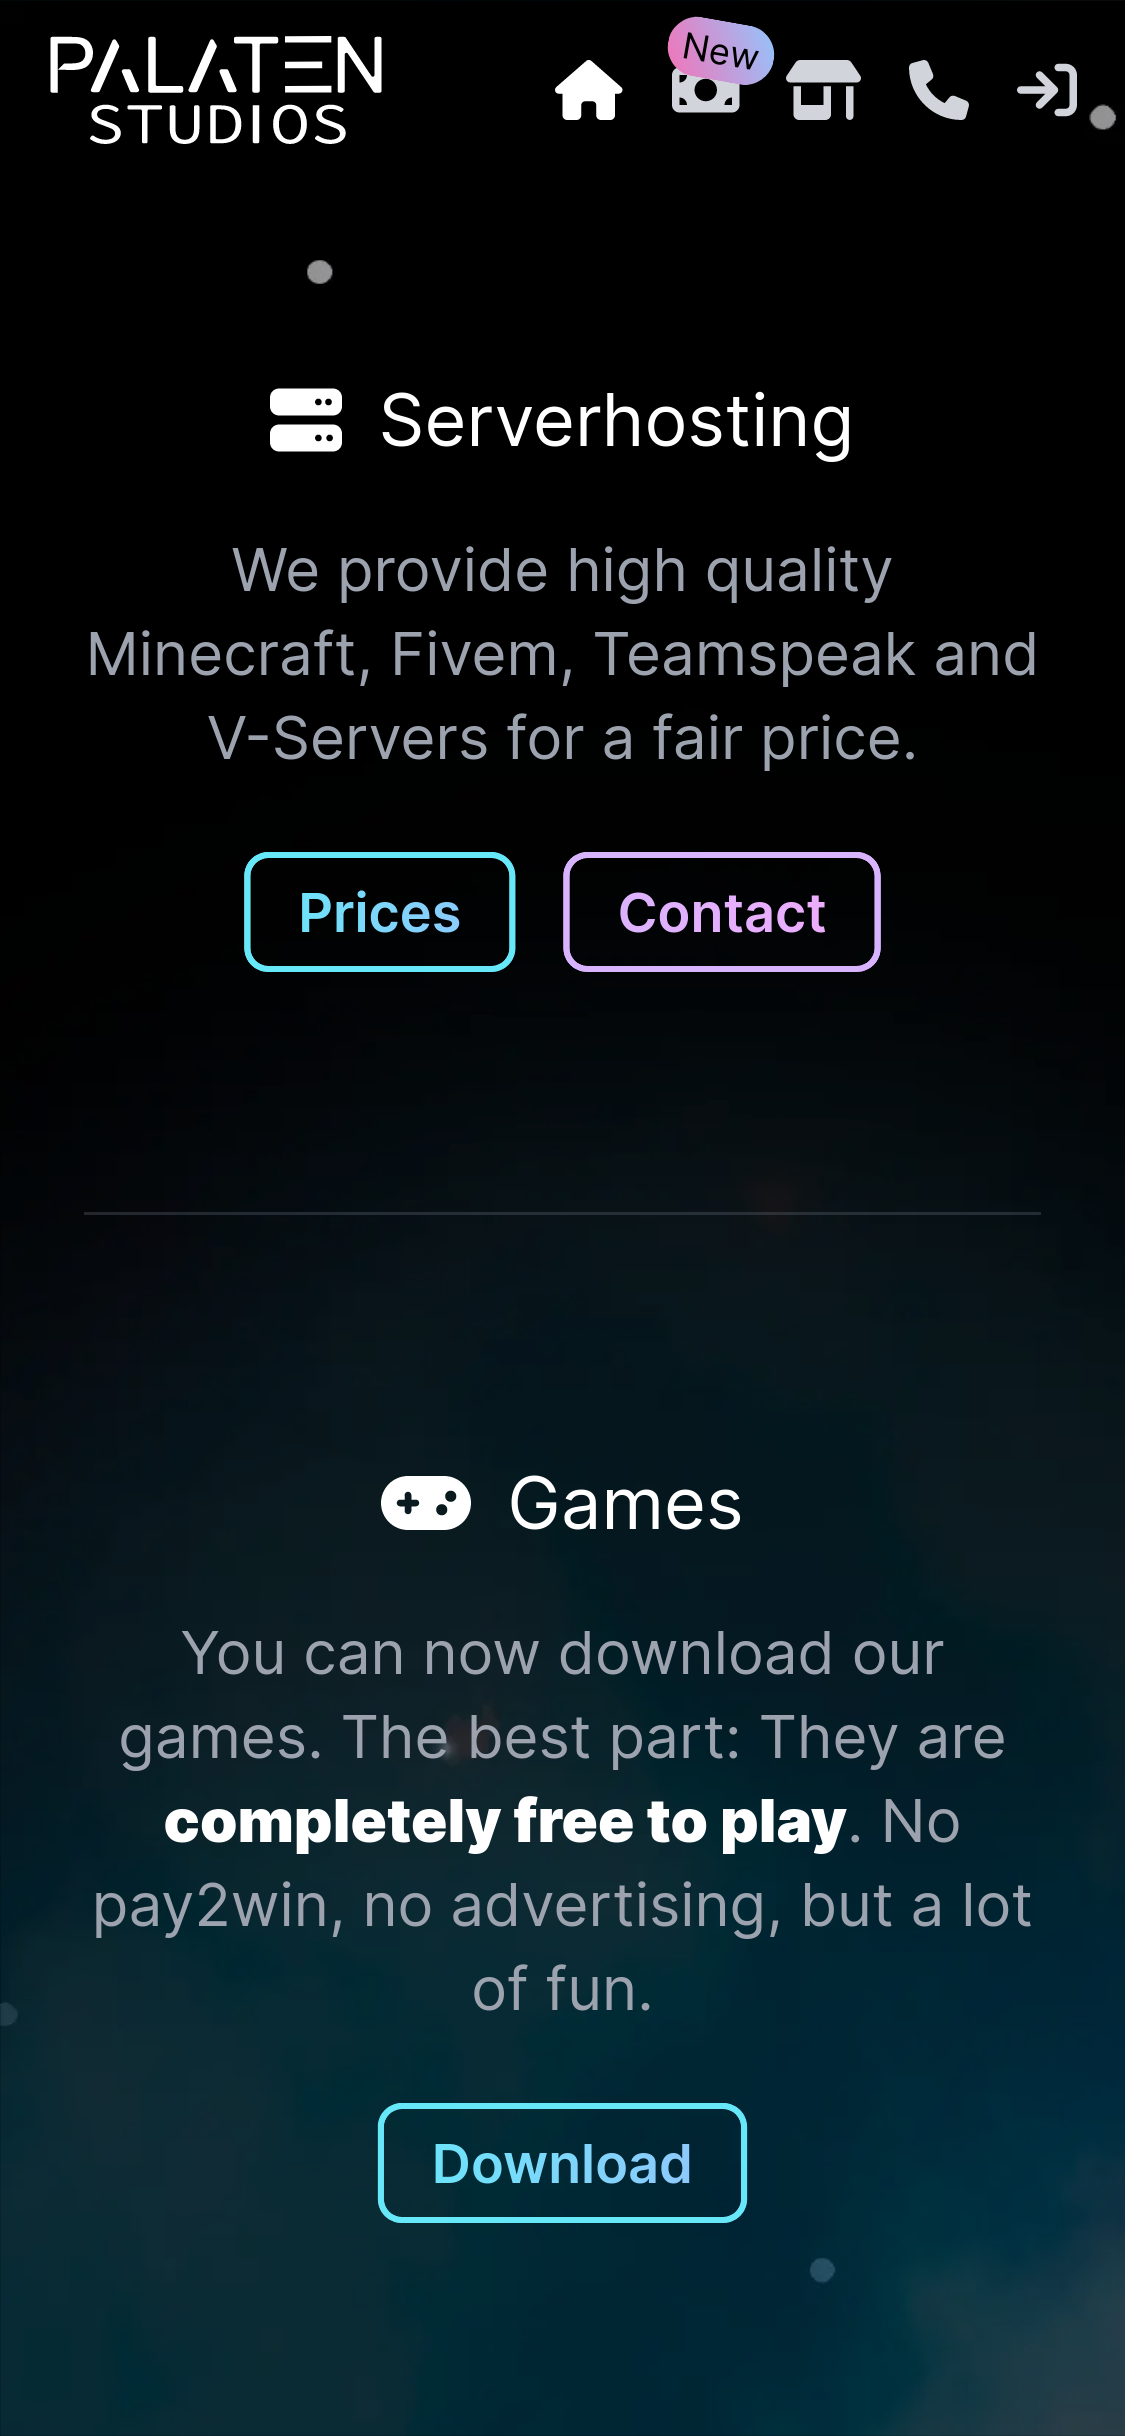 PALATEN
STUDIOS
New
Serverhosting
We provide high quality
Minecraft, Fivem, Teamspeak and
V-Servers for a fair price.
Prices
Contact
Games
You can now download our
games. The best part: They are
completely free to play. No
pay2win, no advertising, but a lot
of fun.
Download